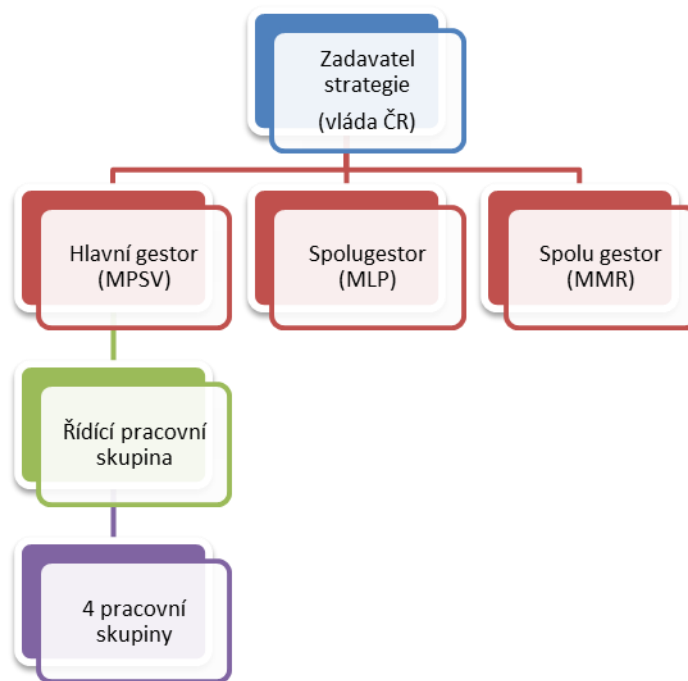 Zadavatel
strategie
(vláda ČR)
Hlavní gestor
(MPSV)
Spolugestor
(MLP)
Spolu gestor
(MMR)
Řídící pracovní
skupina
4 pracovní
skupiny